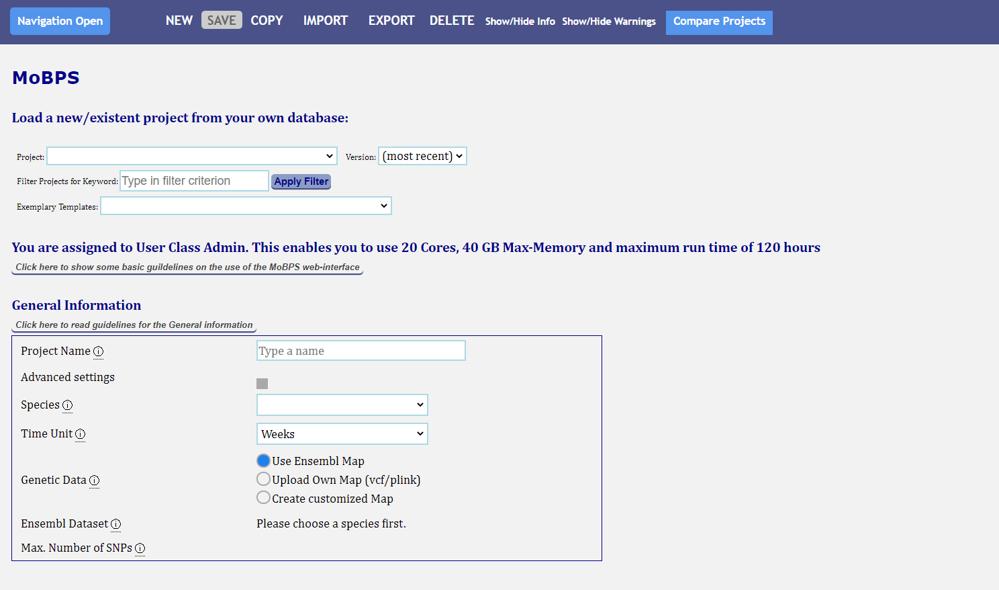 Navigation Open NEW SAVE COPY IMPORT EXPORT DELETE Show/Hide Info Show/Hide Warnings Compare Projects
MoBPS
Load a new/existent project from your own database:
Project: Version: (most recent)
Filter Projects for Keyword: Type in filter criterion Apply Filter
Exemplary Templates:
You are assigned to User Class Admin. This enables you to use 20 Cores, 40 GB Max-Memory and maximum run time of 120 hours
Click here to show some basic guildelines on the use of the MoBPS web-interface
General Information
Click here to read guidelines for the General information
Project Name ⓘ Type a name
Advanced settings
Species ⓘ
Time Unit ⓘ Weeks
Use Ensembl Map
Genetic Data ⓘ Upload Own Map (vcf/plink)
Create customized Map
Ensembl Dataset ⓘ Please choose a species first.
Max. Number of SNPs ⓘ